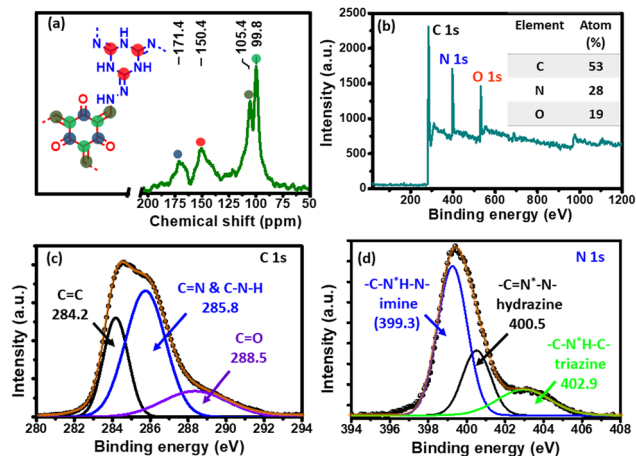 (a)
171.4
150.4
105.4
99.8
N
H
N
N
N
NH
HN
N
N
H
HN
N
O
O
O
200
150
100
50
Chemical shift (ppm)
(b)
C 1s
N 1s
O 1s
Element Atom (%)
C 53
N 28
O 19
2500
2000
1500
1000
500
0
Intensity (a.u.)
0 200 400 600 800 1000 1200
Binding energy (eV)
(c)
C 1s
C=C
284.2
C=N & C-N-H
285.8
C=O
288.5
Intensity (a.u.)
280 282 284 286 288 290 292 294
Binding energy (eV)
(d)
N 1s
-C-N*H-N-
imine
(399.3)
-C=N*-N-
hydrazine
400.5
-C-N*H-C-
triazine
402.9
Intensity (a.u.)
394 396 398 400 402 404 406 408
Binding energy (eV)